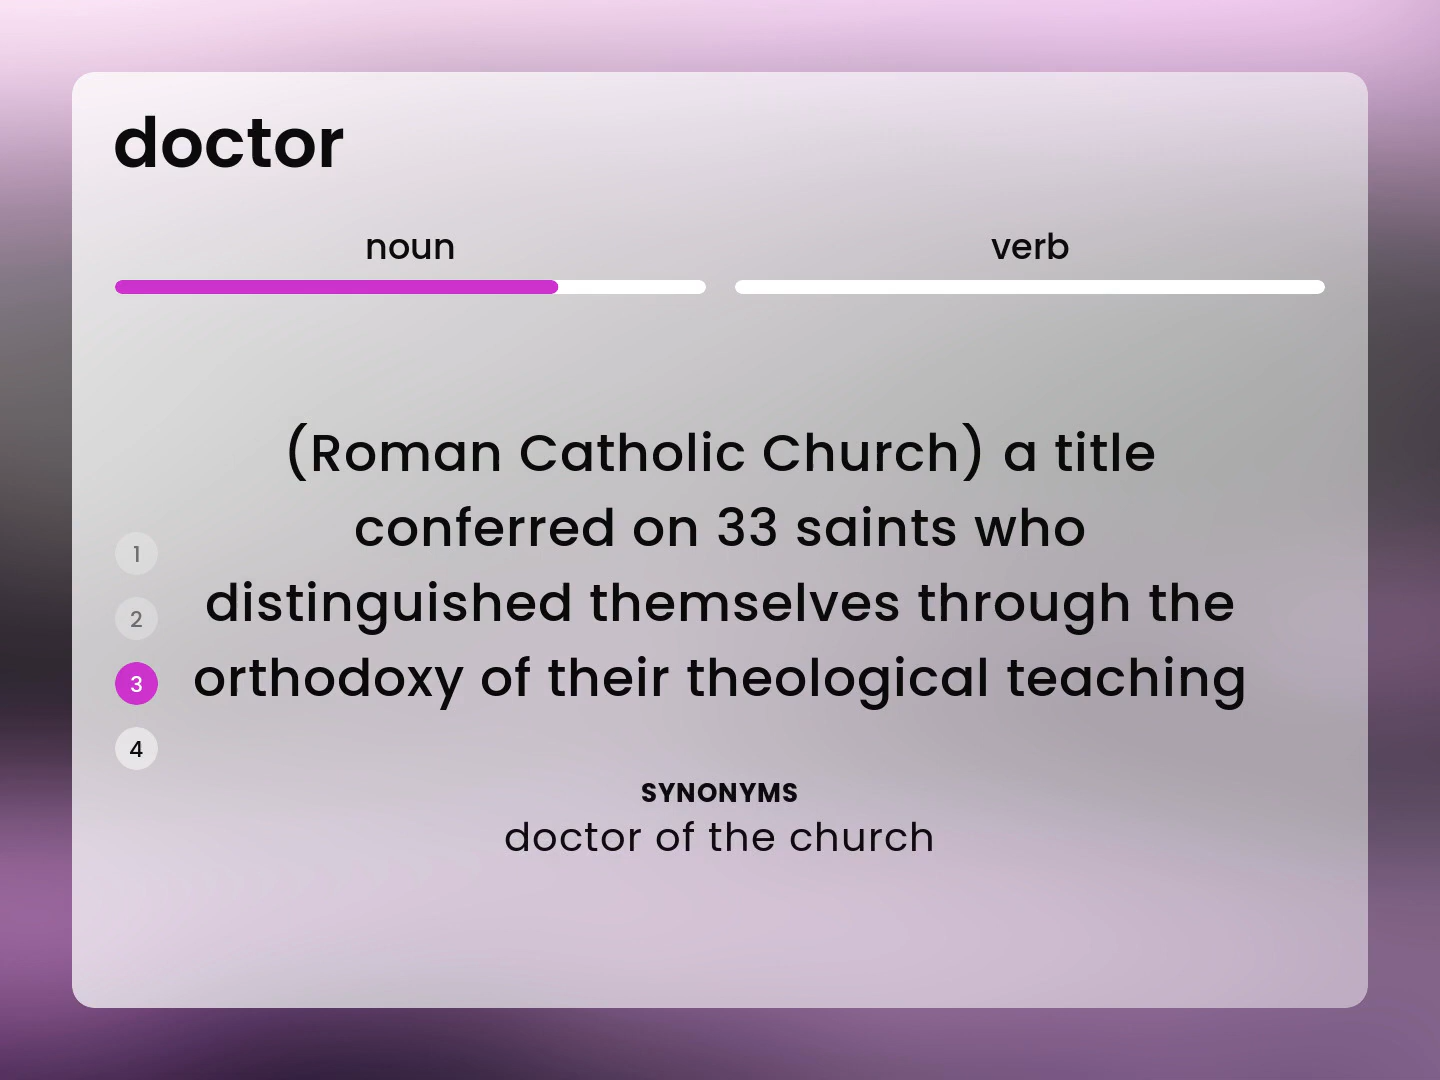 doctor
noun
verb
(Roman Catholic Church) a title
conferred on 33 saints who
distinguished themselves through the
orthodoxy of their theological teaching
1
2
3
4
SYNONYMS
doctor of the church